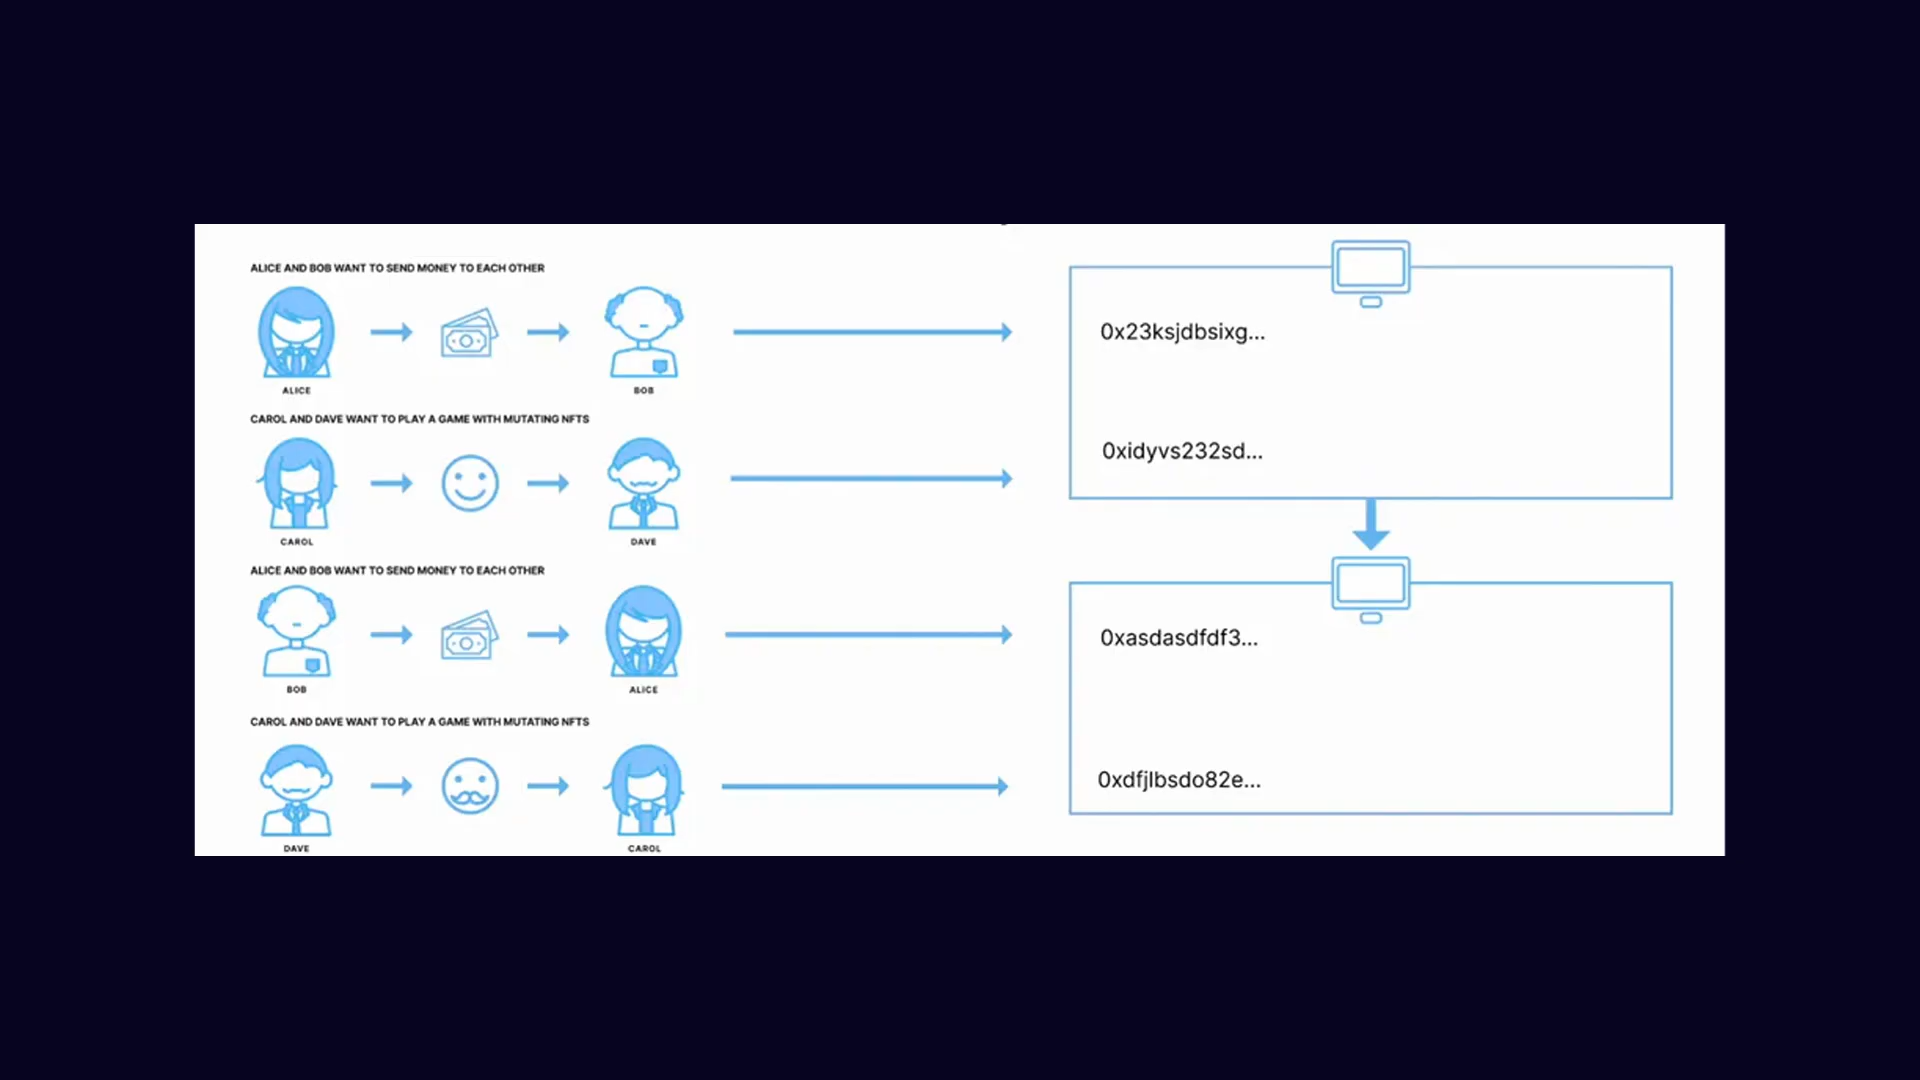 ALICE AND BOB WANT TO SEND MONEY TO EACH OTHER
ALICE
BOB
0x23ksjdbsixg...
CAROL AND DAVE WANT TO PLAY A GAME WITH MUTATING NFTS
CAROL
DAVE
0xidyvs232sd...
ALICE AND BOB WANT TO SEND MONEY TO EACH OTHER
BOB
ALICE
0xasdasdfdf3...
CAROL AND DAVE WANT TO PLAY A GAME WITH MUTATING NFTS
DAVE
CAROL
0xdfjlbsdo82e...